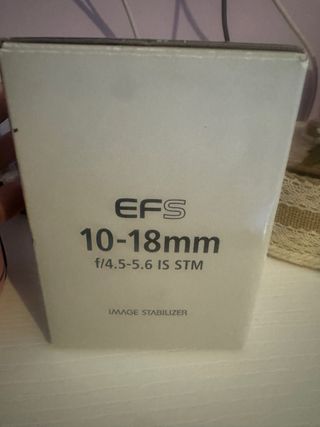 EFS
10-18mm
f/4.5-5.6 IS STM
IMAGE STABILIZER